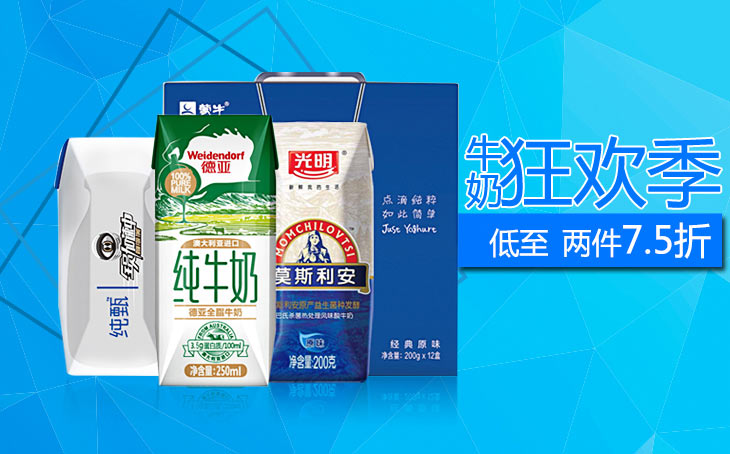 蒙牛
点滴纯粹
如此简单
Just Yoghurt
经典原味
200g x 12盒
纯甄
Weidendorf
德亚
100%
PURE
MILK
澳大利亚进口
纯牛奶
德亚全脂牛奶
FROM AUSTRALIA
3.5g蛋白质/100ml
净含量:250ml
光明
MOMCHILOVTSI
莫斯利安
原味
净含量:200克
牛奶
狂欢季
低至 两件7.5折